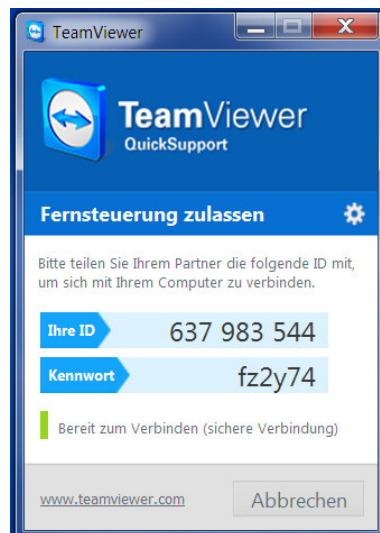 TeamViewer
TeamViewer
QuickSupport
Fernsteuerung zulassen
Bitte teilen Sie Ihrem Partner die folgende ID mit,
um sich mit Ihrem Computer zu verbinden.
Ihre ID 637 983 544
Kennwort fz2y74
Bereit zum Verbinden (sichere Verbindung)
www.teamviewer.com Abbrechen